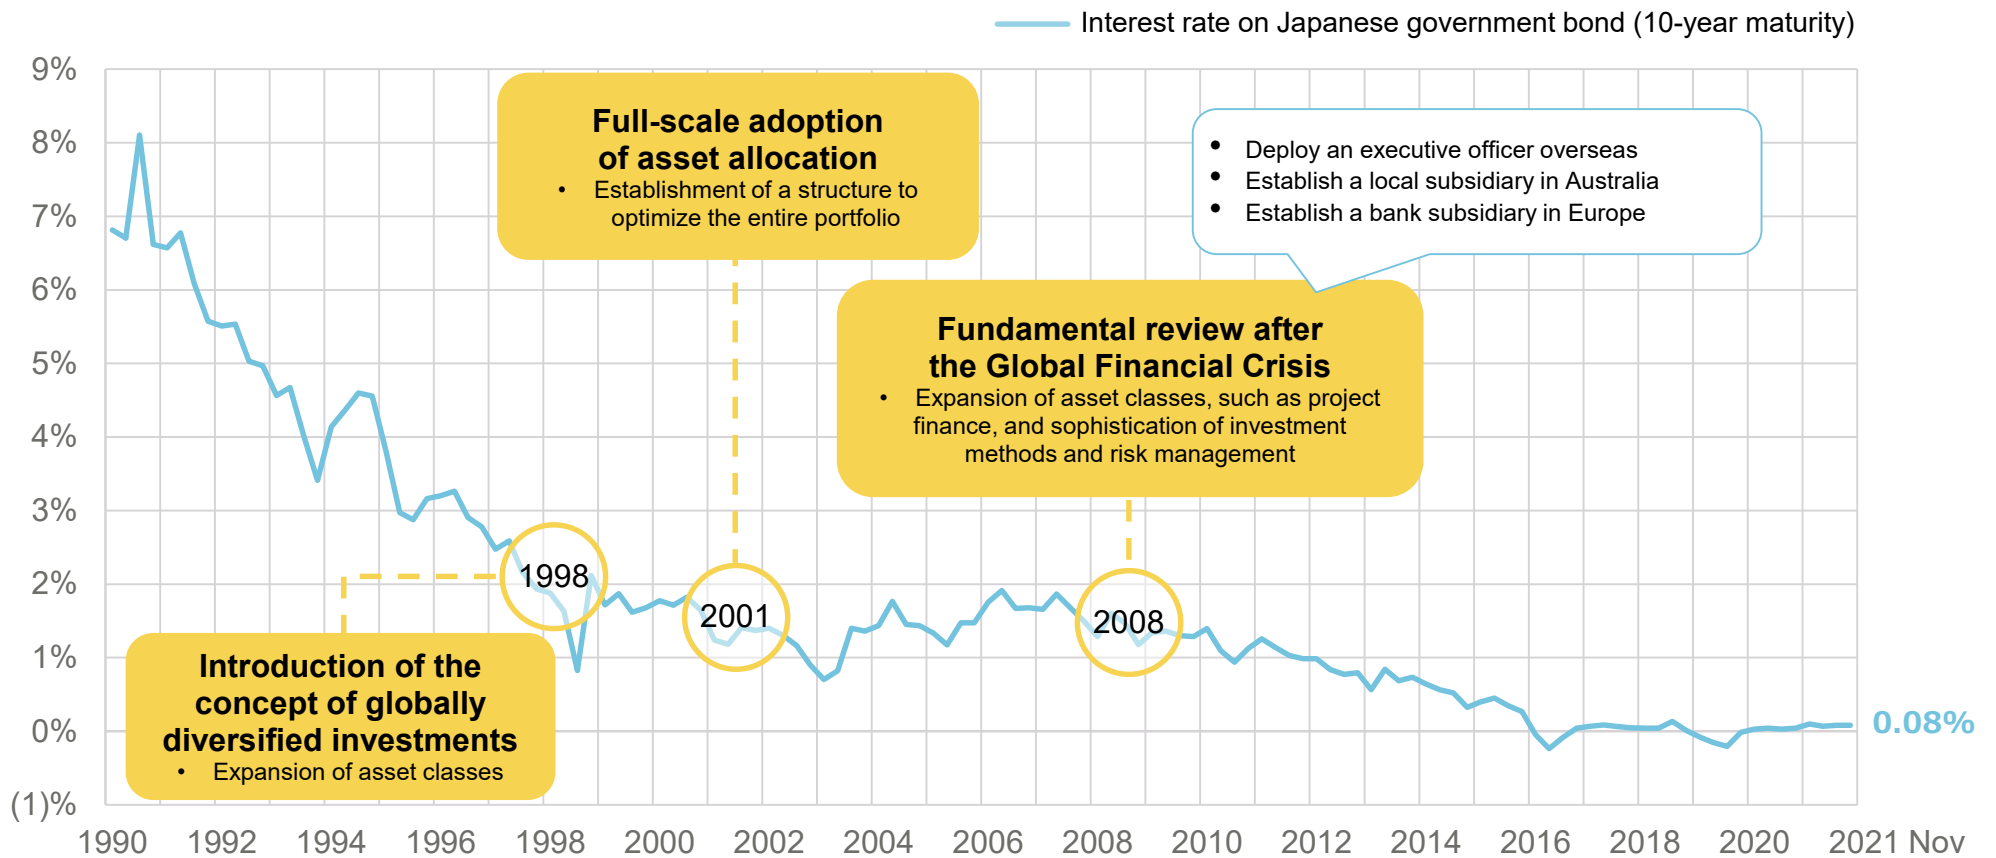 Interest rate on Japanese government bond (10-year maturity)
9%
8%
7%
6%
5%
4%
3%
2%
1%
0%
(1)%
Full-scale adoption
of asset allocation
• Establishment of a structure to
optimize the entire portfolio
• Deploy an executive officer overseas
• Establish a local subsidiary in Australia
• Establish a bank subsidiary in Europe
Fundamental review after
the Global Financial Crisis
• Expansion of asset classes, such as project
finance, and sophistication of investment
methods and risk management
1998
2001
2008
Introduction of the
concept of globally
diversified investments
• Expansion of asset classes
0.08%
1990 1992 1994 1996 1998 2000 2002 2004 2006 2008 2010 2012 2014 2016 2018 2020 2021 Nov